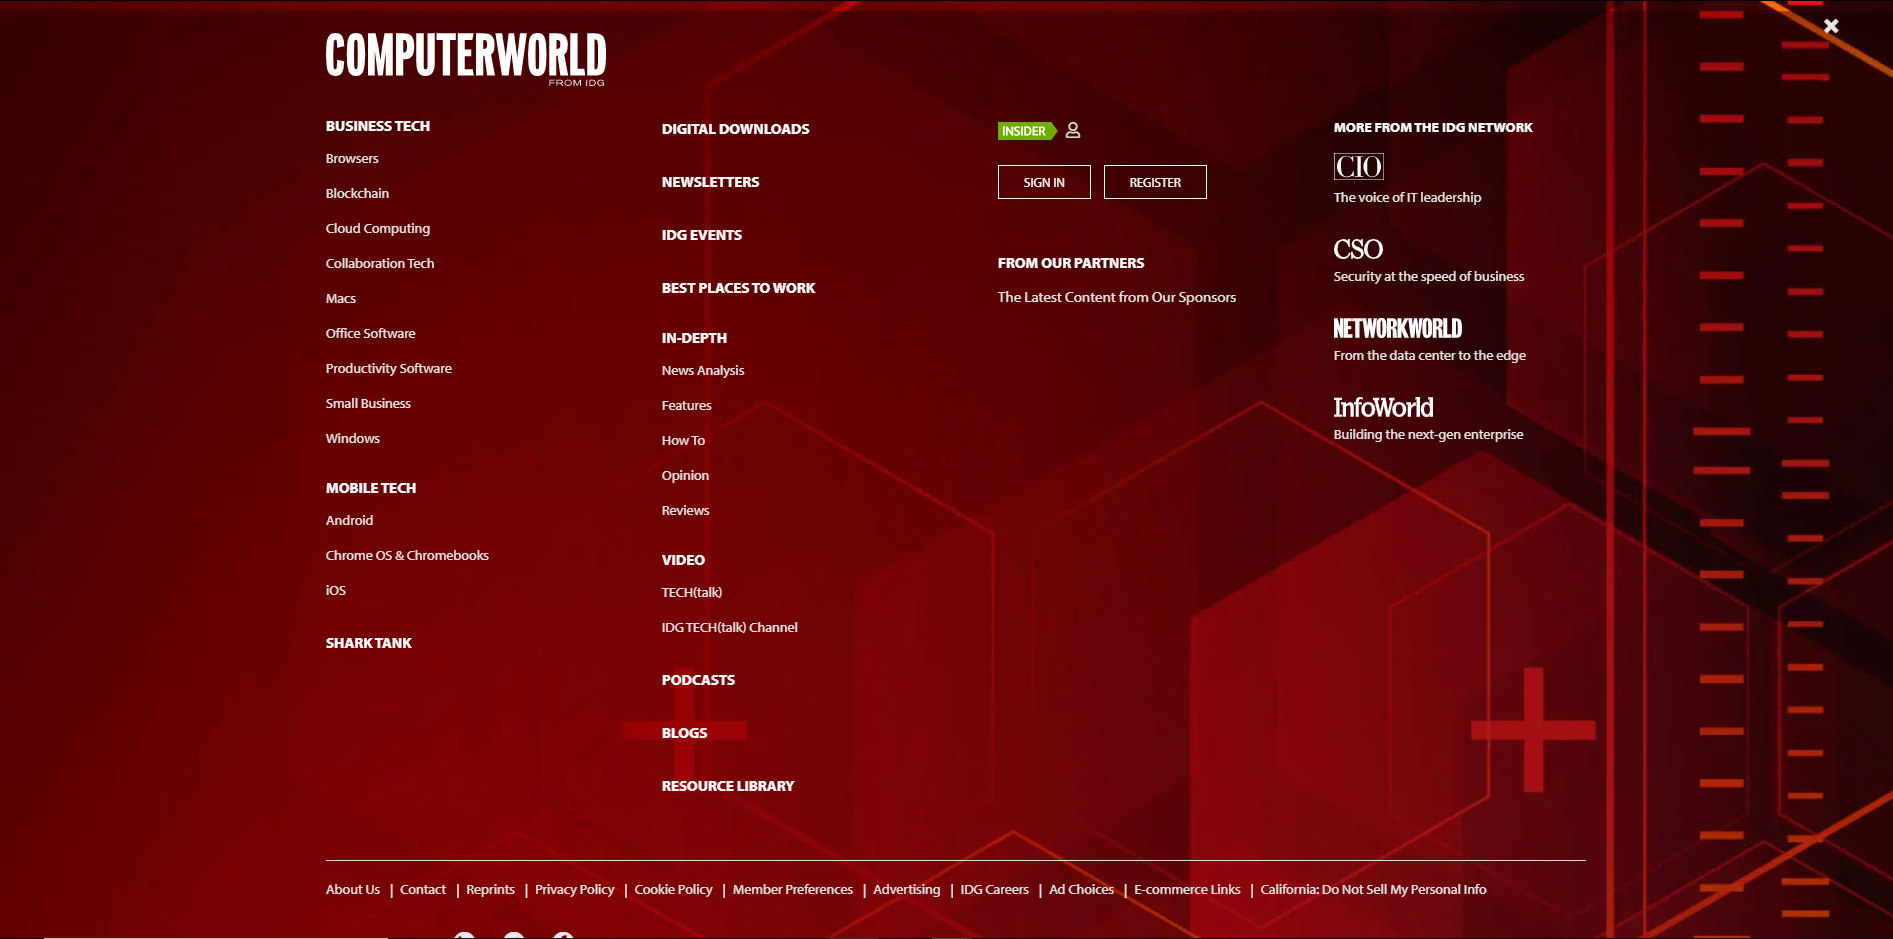 COMPUTERWORLD
FROM IDG
BUSINESS TECH
Browsers
Blockchain
Cloud Computing
Collaboration Tech
Macs
Office Software
Productivity Software
Small Business
Windows
MOBILE TECH
Android
Chrome OS & Chromebooks
iOS
SHARK TANK
DIGITAL DOWNLOADS
NEWSLETTERS
IDG EVENTS
BEST PLACES TO WORK
IN-DEPTH
News Analysis
Features
How To
Opinion
Reviews
VIDEO
TECH(talk)
IDG TECH(talk) Channel
PODCASTS
BLOGS
RESOURCE LIBRARY
INSIDER
SIGN IN REGISTER
FROM OUR PARTNERS
The Latest Content from Our Sponsors
MORE FROM THE IDG NETWORK
CIO
The voice of IT leadership
CSO
Security at the speed of business
NETWORKWORLD
From the data center to the edge
InfoWorld
Building the next-gen enterprise
About Us | Contact | Reprints | Privacy Policy | Cookie Policy | Member Preferences | Advertising | IDG Careers | Ad Choices | E-commerce Links | California: Do Not Sell My Personal Info